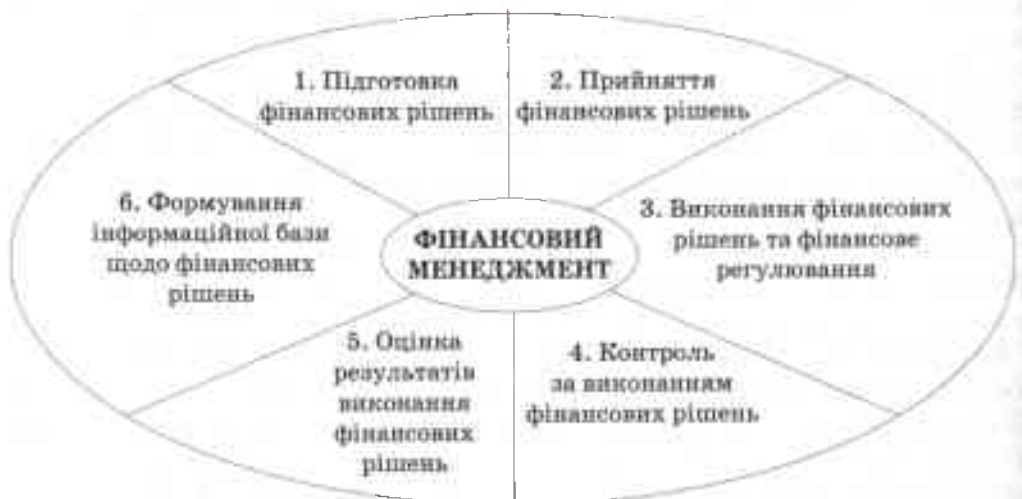 1. Підготовка
фінансових рішень
2. Прийняття
фінансових рішень
3. Виконання фінансових
рішень та фінансове
регулювання
4. Контроль
за виконанням
фінансових рішень
5. Оцінка
результатів
виконання
фінансових
рішень
6. Формування
інформаційної бази
щодо фінансових
рішень
ФІНАНСОВИЙ
МЕНЕДЖМЕНТ